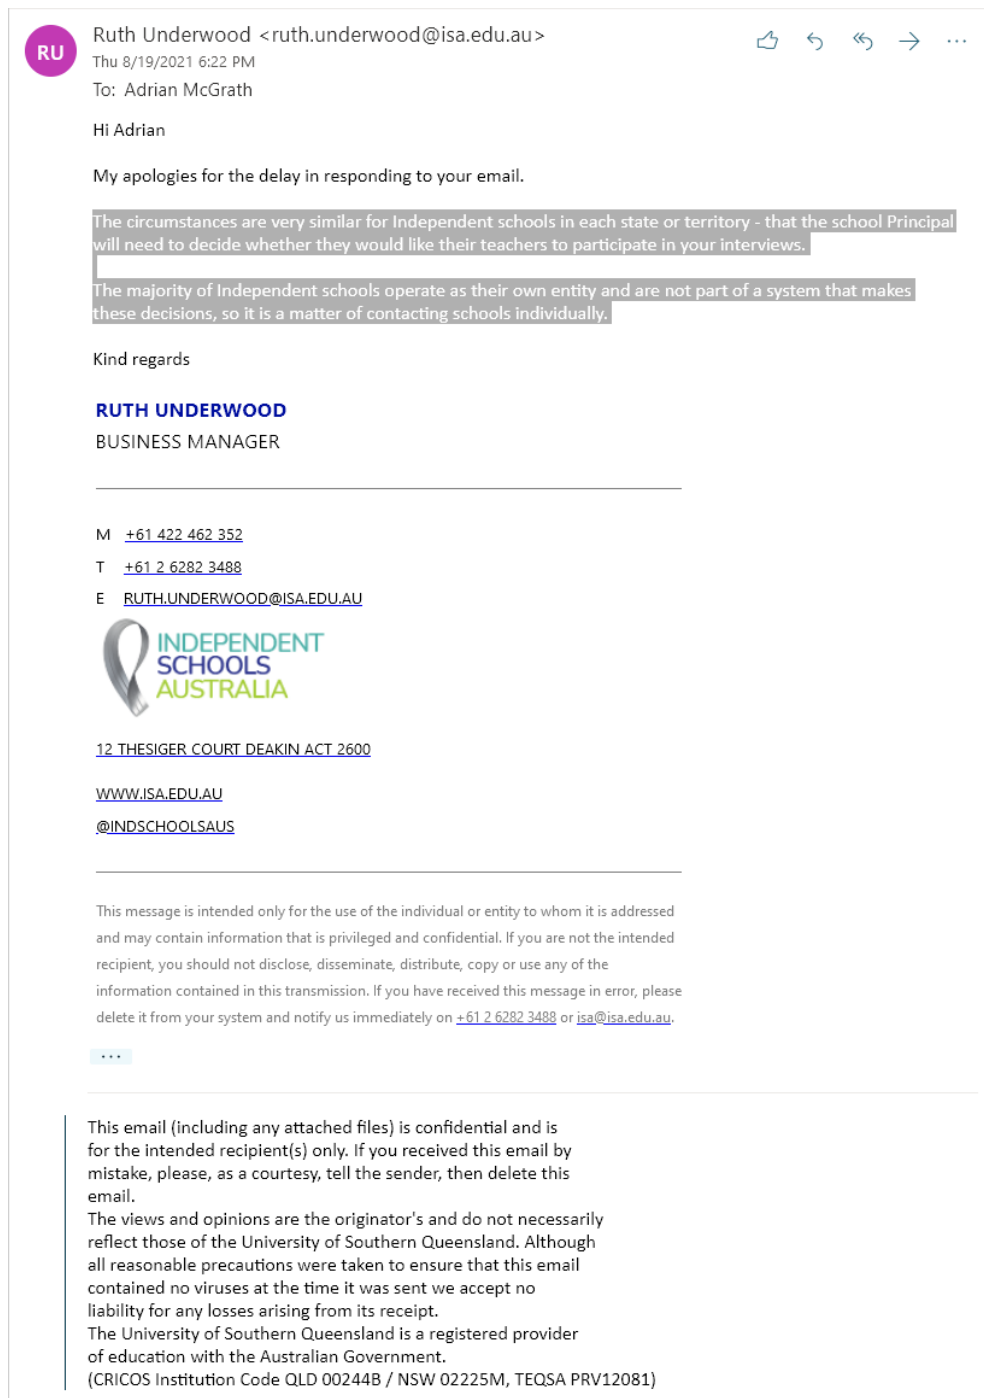 RU
Ruth Underwood <ruth.underwood@isa.edu.au>
Thu 8/19/2021 6:22 PM
To: Adrian McGrath
Hi Adrian
My apologies for the delay in responding to your email.
The circumstances are very similar for Independent schools in each state or territory - that the school Principal
will need to decide whether they would like their teachers to participate in your interviews.
The majority of Independent schools operate as their own entity and are not part of a system that makes
these decisions, so it is a matter of contacting schools individually.
Kind regards
RUTH UNDERWOOD
BUSINESS MANAGER
M +61 422 462 352
T +61 2 6282 3488
E RUTH.UNDERWOOD@ISA.EDU.AU
INDEPENDENT
SCHOOLS
AUSTRALIA
12 THESIGER COURT DEAKIN ACT 2600
WWW.ISA.EDU.AU
@INDSCHOOLSAUS
This message is intended only for the use of the individual or entity to whom it is addressed
and may contain information that is privileged and confidential. If you are not the intended
recipient, you should not disclose, disseminate, distribute, copy or use any of the
information contained in this transmission. If you have received this message in error, please
delete it from your system and notify us immediately on +61 2 6282 3488 or isa@isa.edu.au.
This email (including any attached files) is confidential and is
for the intended recipient(s) only. If you received this email by
mistake, please, as a courtesy, tell the sender, then delete this
email.
The views and opinions are the originator's and do not necessarily
reflect those of the University of Southern Queensland. Although
all reasonable precautions were taken to ensure that this email
contained no viruses at the time it was sent we accept no
liability for any losses arising from its receipt.
The University of Southern Queensland is a registered provider
of education with the Australian Government.
(CRICOS Institution Code QLD 00244B / NSW 02225M, TEQSA PRV12081)